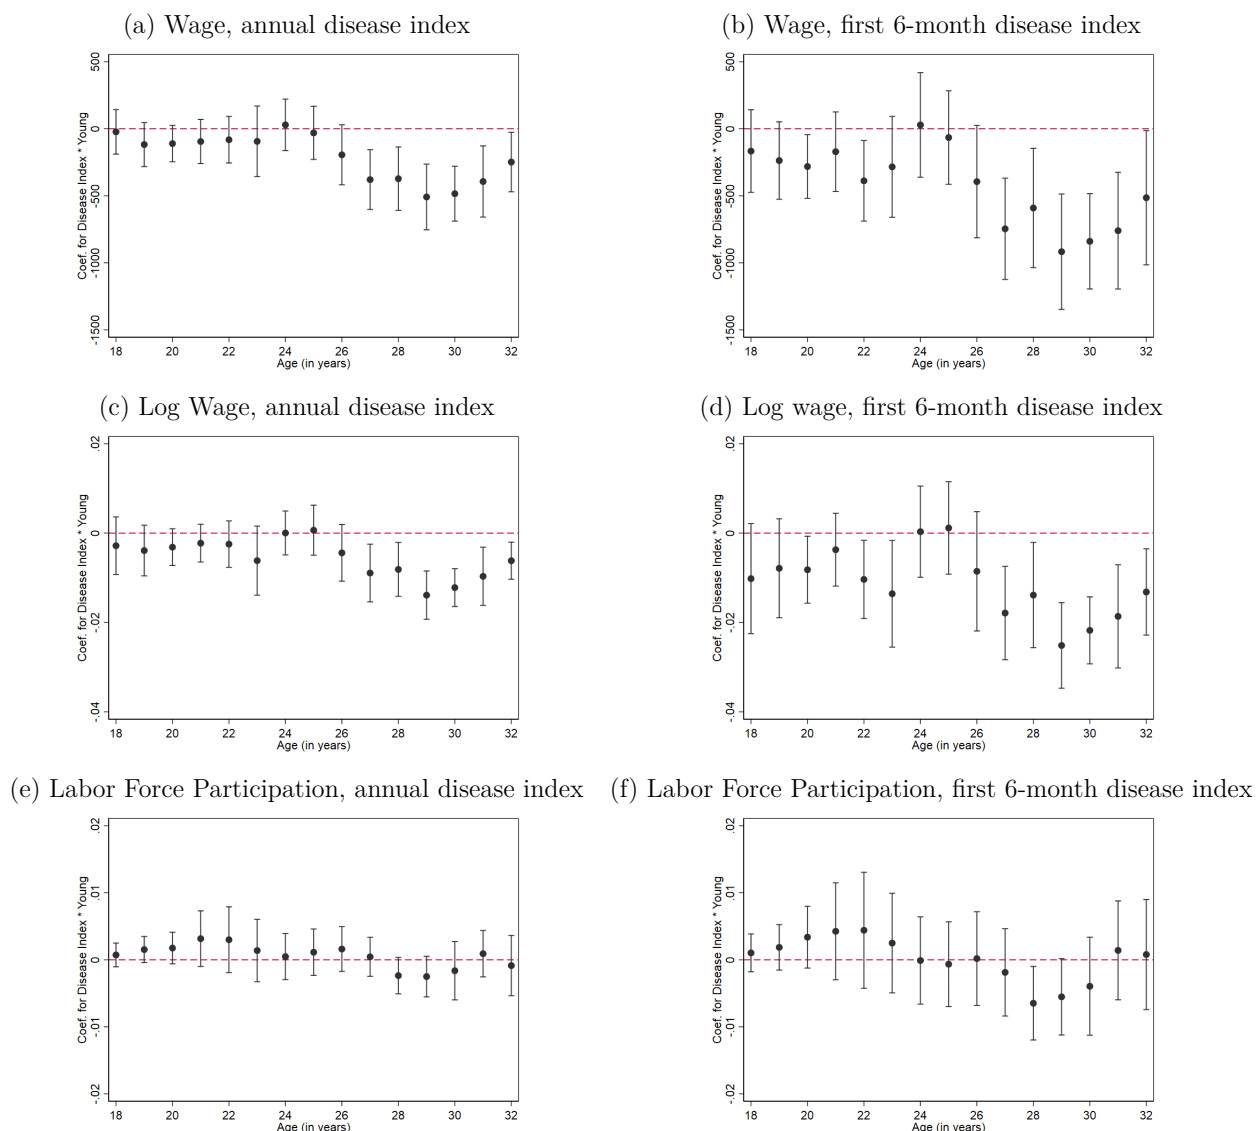 (a) Wage, annual disease index
(b) Wage, first 6-month disease index
Coef. for Disease Index * Young
500
0
-500
-1000
-1500
18 20 22 24 26 28 30 32
Age (in years)
Coef. for Disease Index * Young
500
0
-500
-1000
-1500
18 20 22 24 26 28 30 32
Age (in years)
(c) Log Wage, annual disease index
(d) Log wage, first 6-month disease index
Coef. for Disease Index * Young
.02
0
-.02
-.04
18 20 22 24 26 28 30 32
Age (in years)
Coef. for Disease Index * Young
.02
0
-.02
-.04
18 20 22 24 26 28 30 32
Age (in years)
(e) Labor Force Participation, annual disease index
(f) Labor Force Participation, first 6-month disease index
Coef. for Disease Index * Young
.02
.01
0
-.01
-.02
18 20 22 24 26 28 30 32
Age (in years)
Coef. for Disease Index * Young
.02
.01
0
-.01
-.02
18 20 22 24 26 28 30 32
Age (in years)